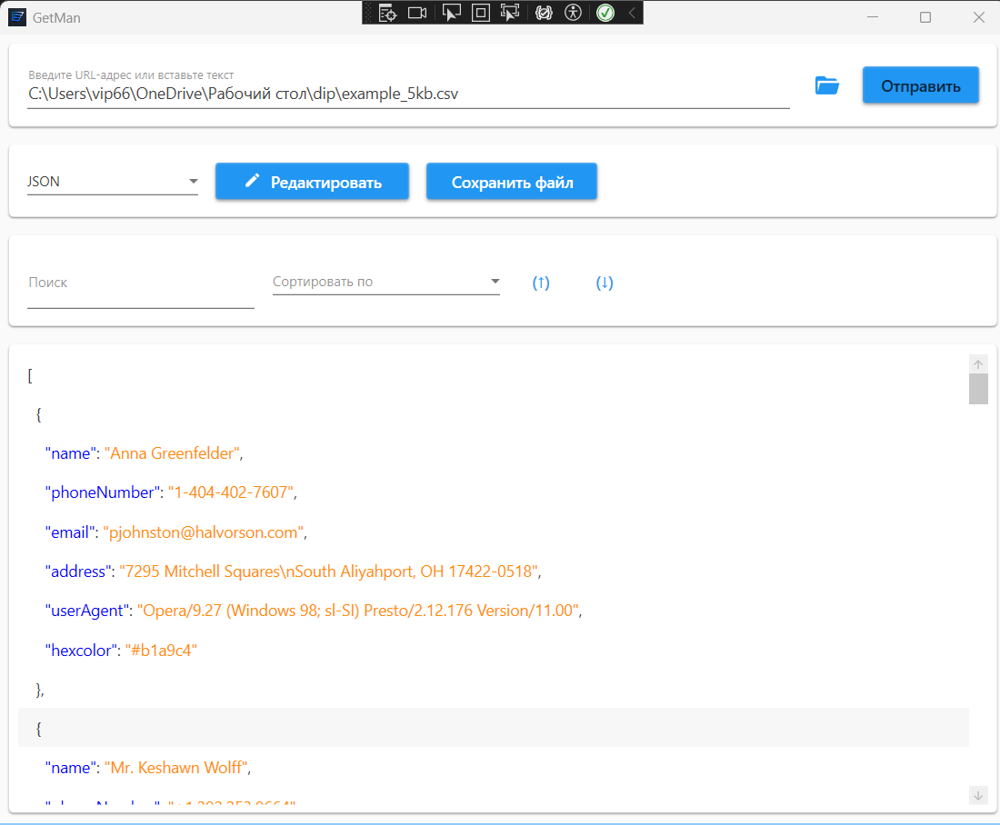 GetMan
Введите URL-адрес или вставьте текст
C:\Users\vip66\OneDrive\Рабочий стол\dip\example_5kb.csv
Отправить
JSON
Редактировать
Сохранить файл
Поиск
Сортировать по
(↑)
(↓)
[
{
"name": "Anna Greenfelder",
"phoneNumber": "1-404-402-7607",
"email": "pjohnston@halvorson.com",
"address": "7295 Mitchell Squares\nSouth Aliyahport, OH 17422-0518",
"userAgent": "Opera/9.27 (Windows 98; sl-SI) Presto/2.12.176 Version/11.00",
"hexcolor": "#b1a9c4"
},
{
"name": "Mr. Keshawn Wolff",